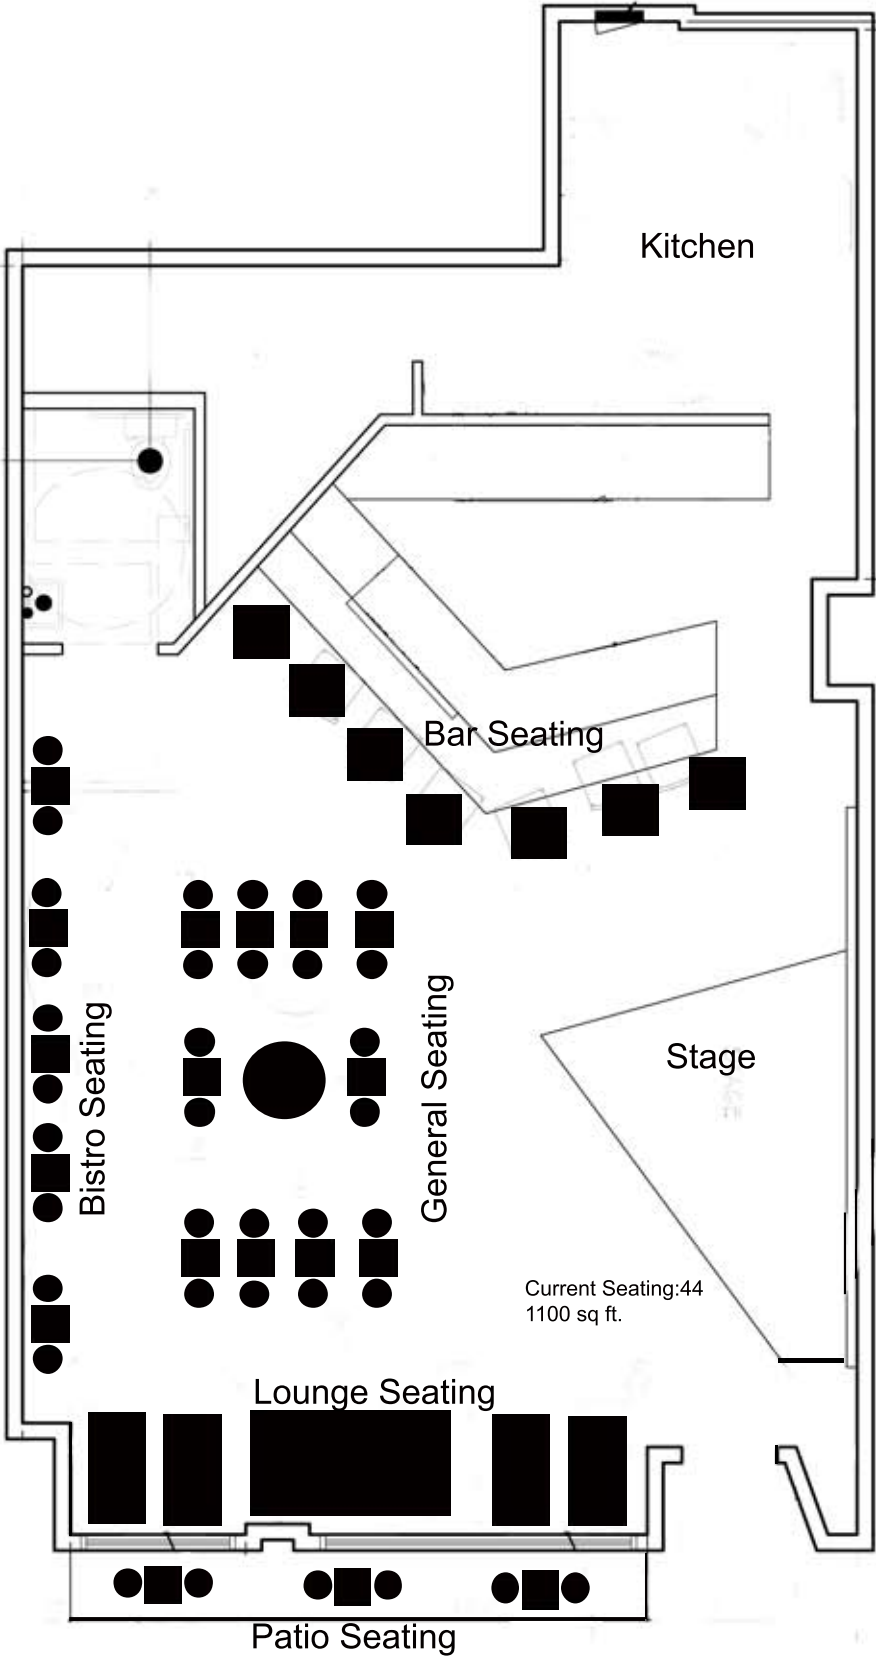 Kitchen
Bar Seating
Bistro Seating
General Seating
Stage
Current Seating:44
1100 sq ft.
Lounge Seating
Patio Seating